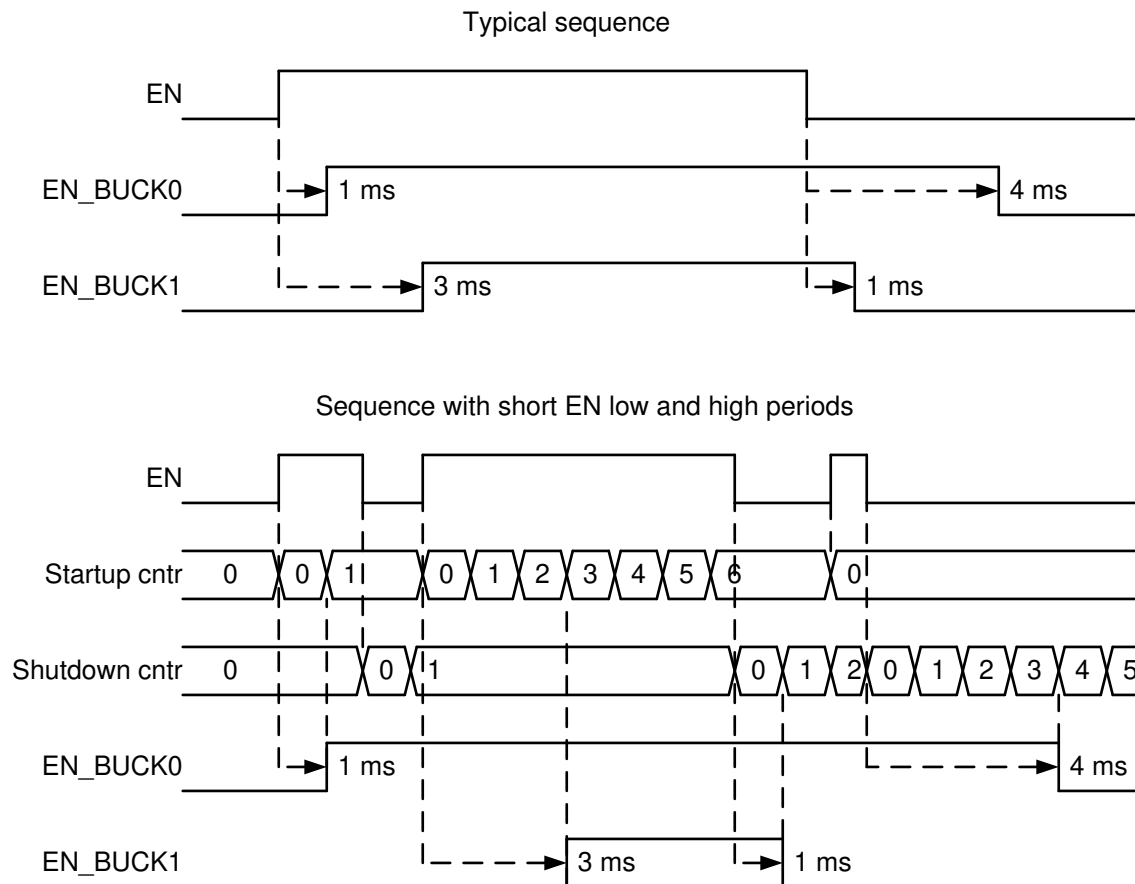 Typical sequence
EN
EN_BUCK0 1 ms 4 ms
EN_BUCK1 3 ms 1 ms
Sequence with short EN low and high periods
EN
Startup cntr 0 0 1 0 1 2 3 4 5 6 0
Shutdown cntr 0 0 1 0 1 2 0 1 2 3 4 5
EN_BUCK0 1 ms 4 ms
EN_BUCK1 3 ms 1 ms